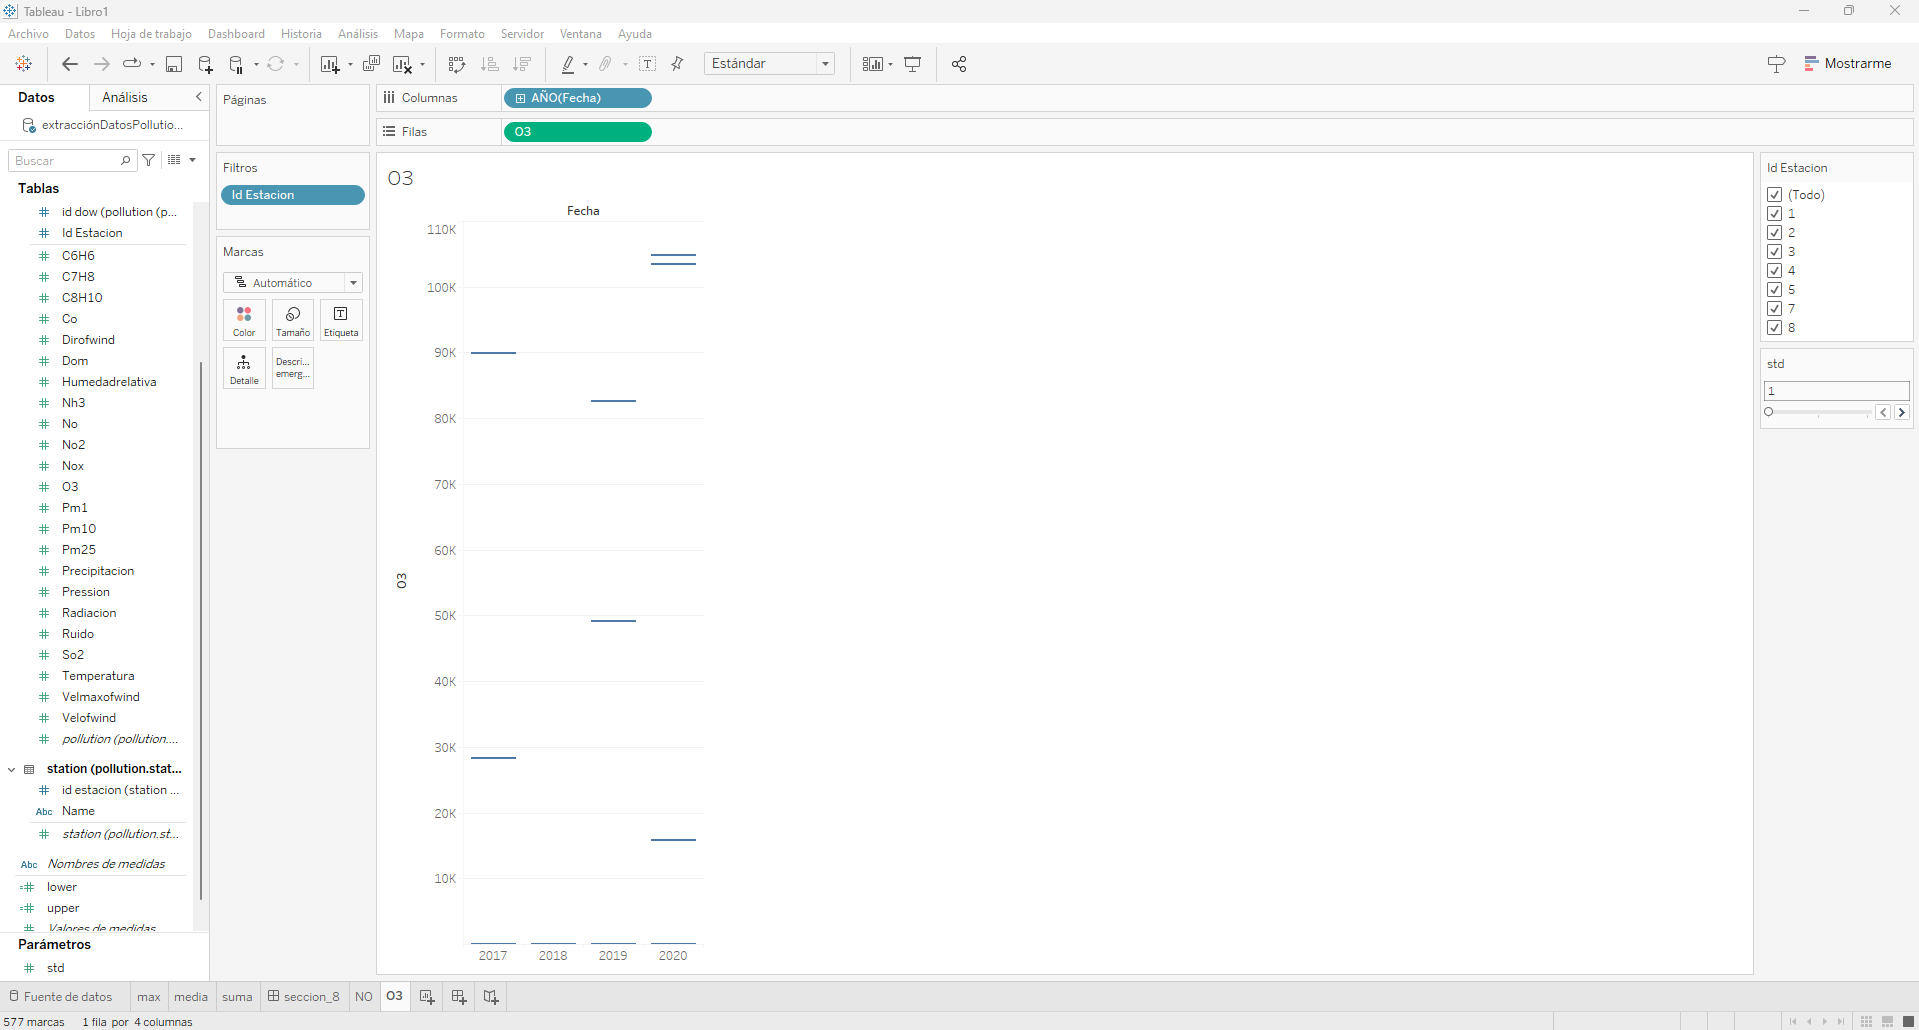 Tableau - Libro1
Archivo Datos Hoja de trabajo Dashboard Historia Análisis Mapa Formato Servidor Ventana Ayuda
Estándar
Mostrarme
Datos Análisis
extracciónDatosPollutio...
Buscar
Tablas
id dow (pollution (p...
Id Estacion
C6H6
C7H8
C8H10
Co
Dirofwind
Dom
Humedadrelativa
Nh3
No
No2
Nox
O3
Pm1
Pm10
Pm25
Precipitacion
Pression
Radiacion
Ruido
So2
Temperatura
Velmaxofwind
Velofwind
pollution (pollution....
station (pollution.stat...
id estacion (station ...
Abc Name
station (pollution.st...
Abc Nombres de medidas
lower
upper
Valores de medidas
Parámetros
std
Páginas
Filtros
Id Estacion
Marcas
Automático
Color Tamaño Etiqueta
Detalle Descri... emerg...
Columnas AÑO(Fecha)
Filas O3
O3
Fecha
110K
100K
90K
80K
70K
60K
50K
40K
30K
20K
10K
O3
2017 2018 2019 2020
Id Estacion
(Todo)
1
2
3
4
5
7
8
std
1
Fuente de datos max media suma seccion_8 NO O3
577 marcas 1 fila por 4 columnas